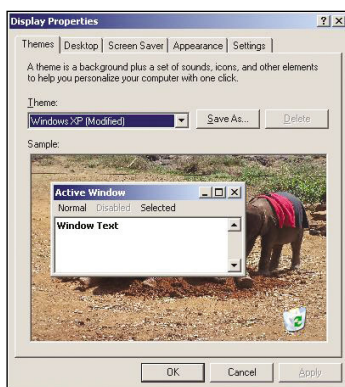 Display Properties
Themes Desktop Screen Saver Appearance Settings
A theme is a background plus a set of sounds, icons, and other elements
to help you personalize your computer with one click.
Theme:
Windows XP (Modified) Save As... Delete
Sample:
Active Window
Normal Disabled Selected
Window Text
OK Cancel Apply